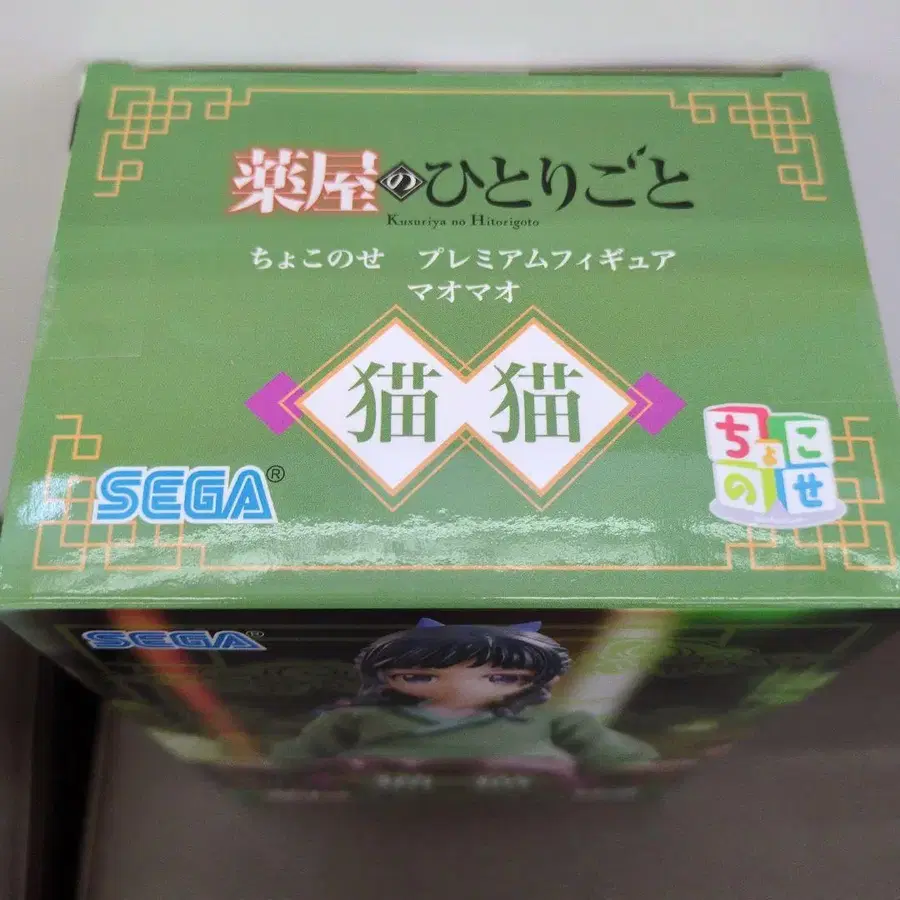 薬屋のひとりごと
Kusuriya no Hitorigoto
ちょこのせ プレミアムフィギュア
マオマオ
猫猫
SEGA®
ちょこのせ
SEGA®